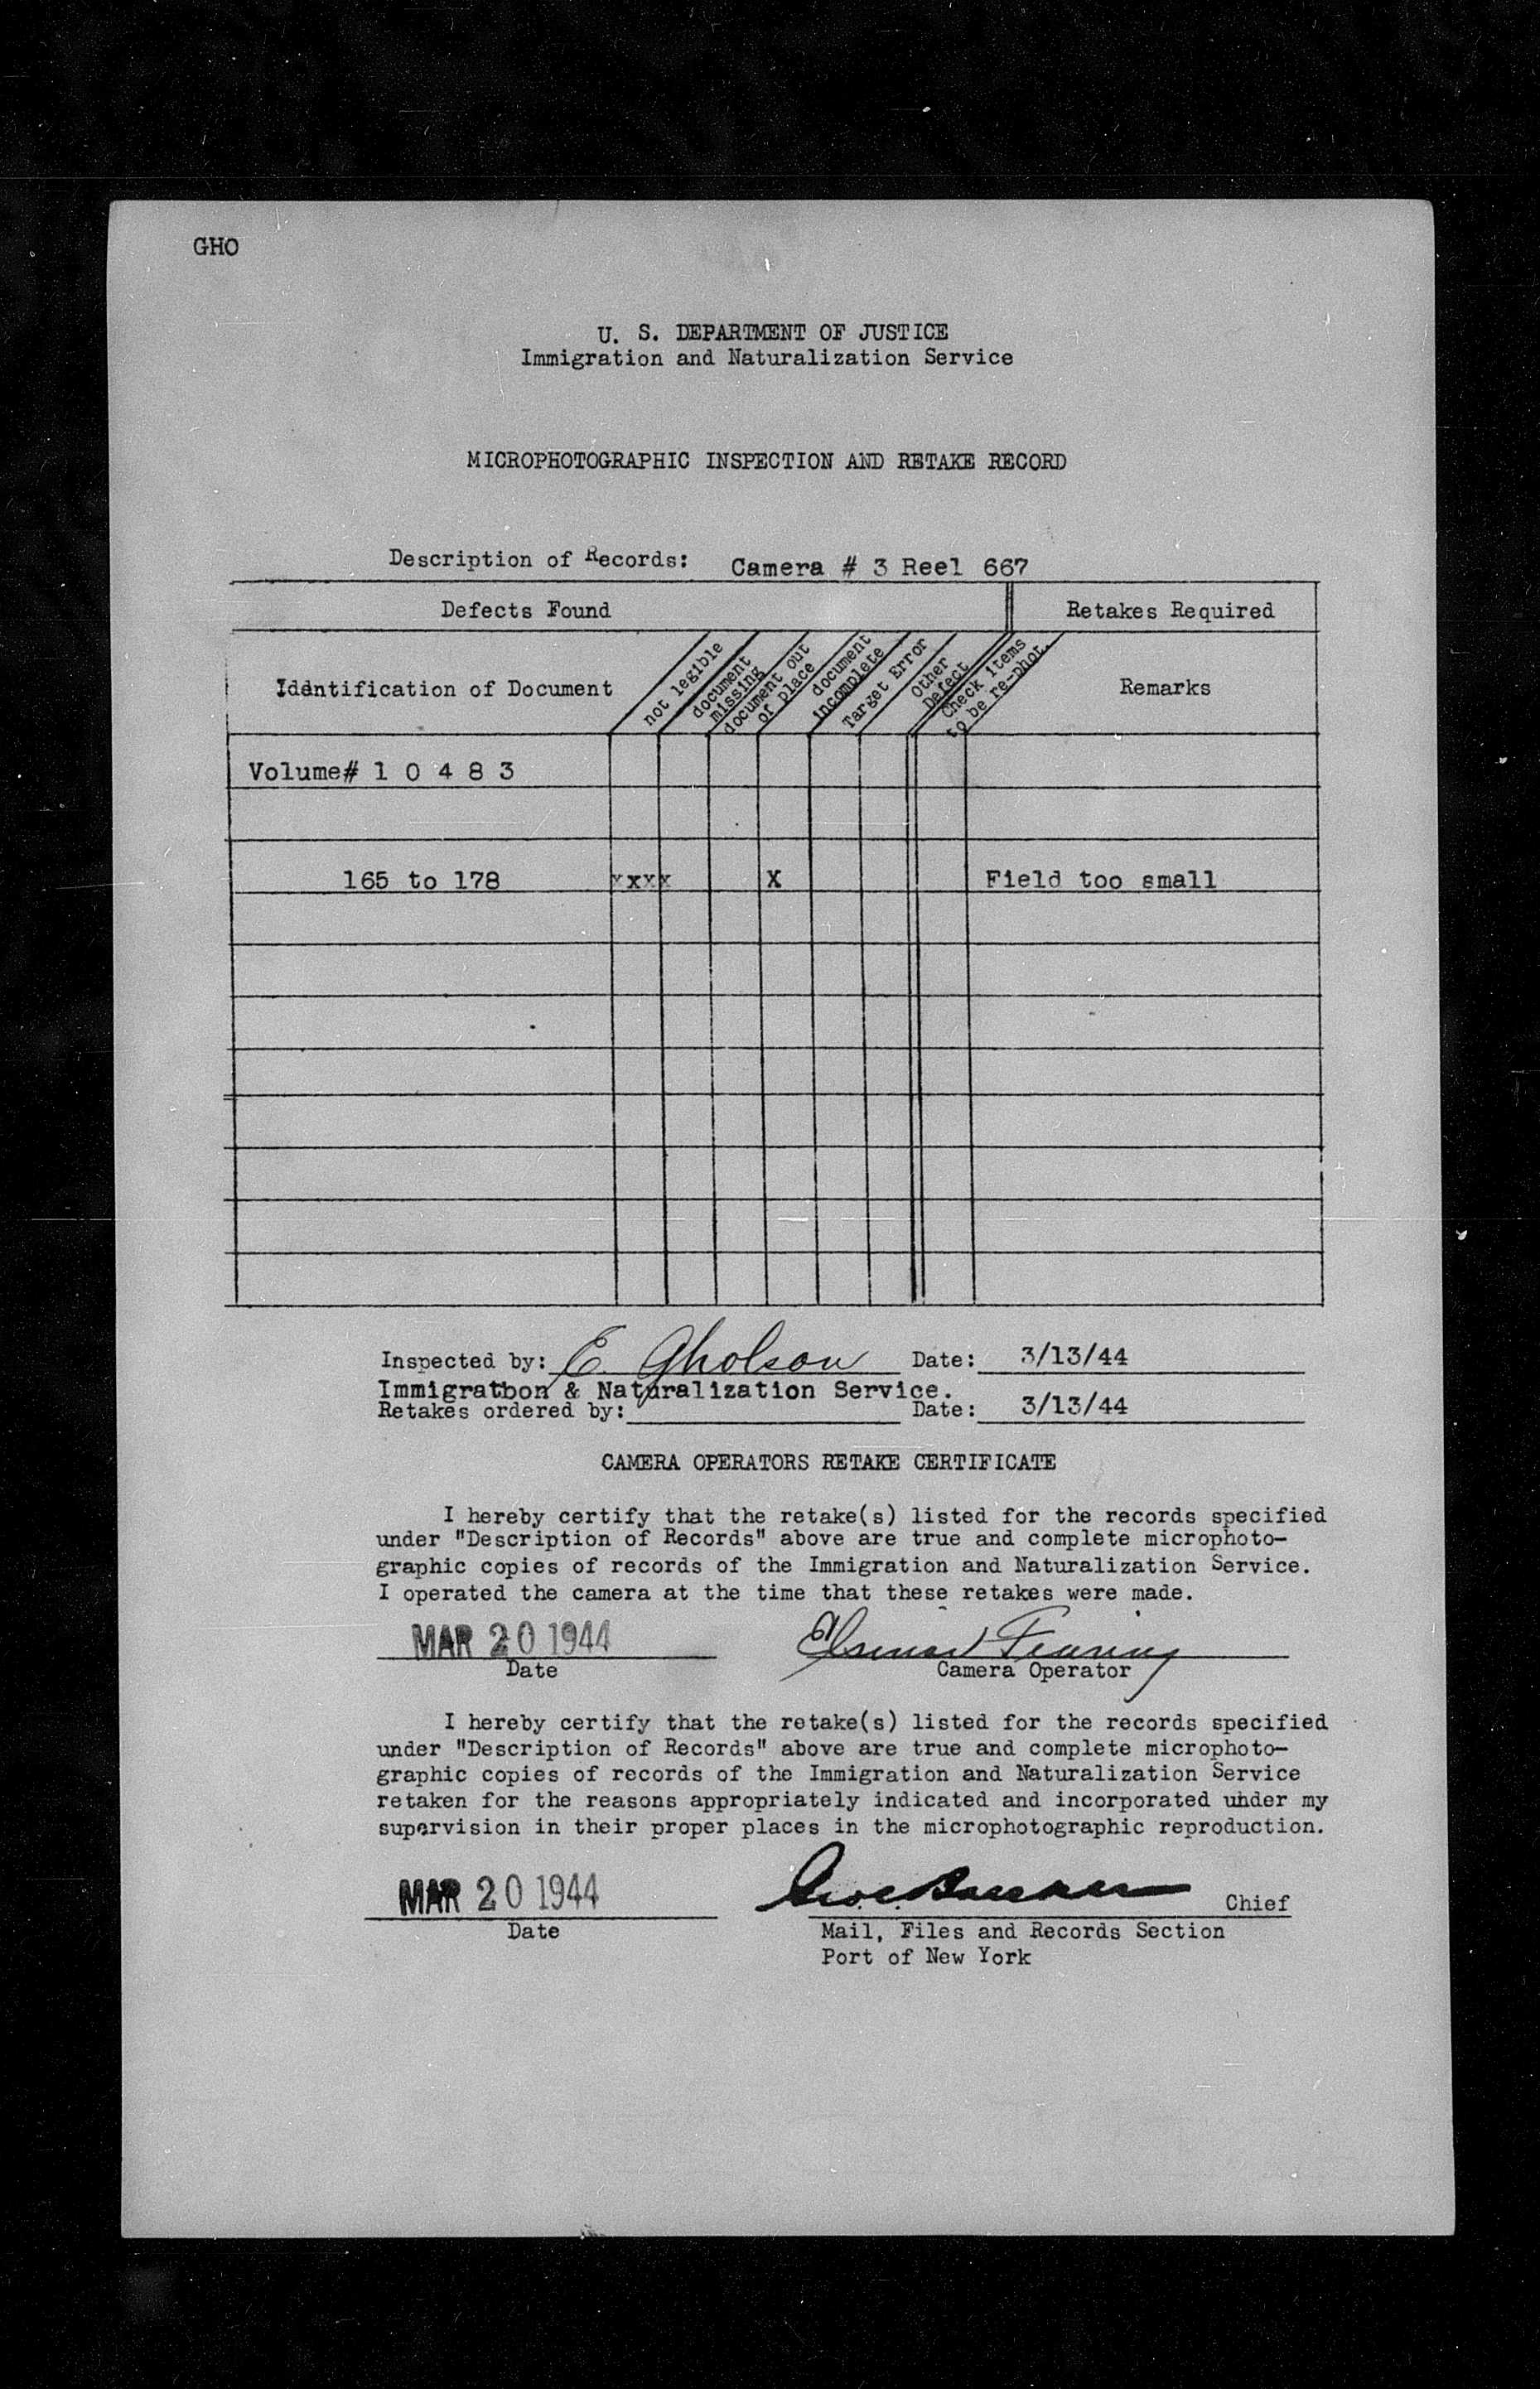 GHO
U. S. DEPARTMENT OF JUSTICE
Immigration and Naturalization Service
MICROPHOTOGRAPHIC INSPECTION AND RETAKE RECORD
Description of Records: Camera # 3 Reel 667
Defects Found Retakes Required
Identification of Document
not legible
document
missing
document out
of place
document
incomplete
Target Error
Other
Defect
Check items
to be re-phot.
Remarks
Volume# 1 0 4 8 3
165 to 178 xxxx X Field too small
Inspected by: E. Gholson Date: 3/13/44
Immigratbon & Naturalization Service.
Retakes ordered by: Date: 3/13/44
CAMERA OPERATORS RETAKE CERTIFICATE
I hereby certify that the retake(s) listed for the records specified
under "Description of Records" above are true and complete microphoto-
graphic copies of records of the Immigration and Naturalization Service.
I operated the camera at the time that these retakes were made.
MAR 20 1944
Date Camera Operator
I hereby certify that the retake(s) listed for the records specified
under "Description of Records" above are true and complete microphoto-
graphic copies of records of the Immigration and Naturalization Service
retaken for the reasons appropriately indicated and incorporated under my
supervision in their proper places in the microphotographic reproduction.
MAR 20 1944 Chief
Date Mail, Files and Records Section
Port of New York